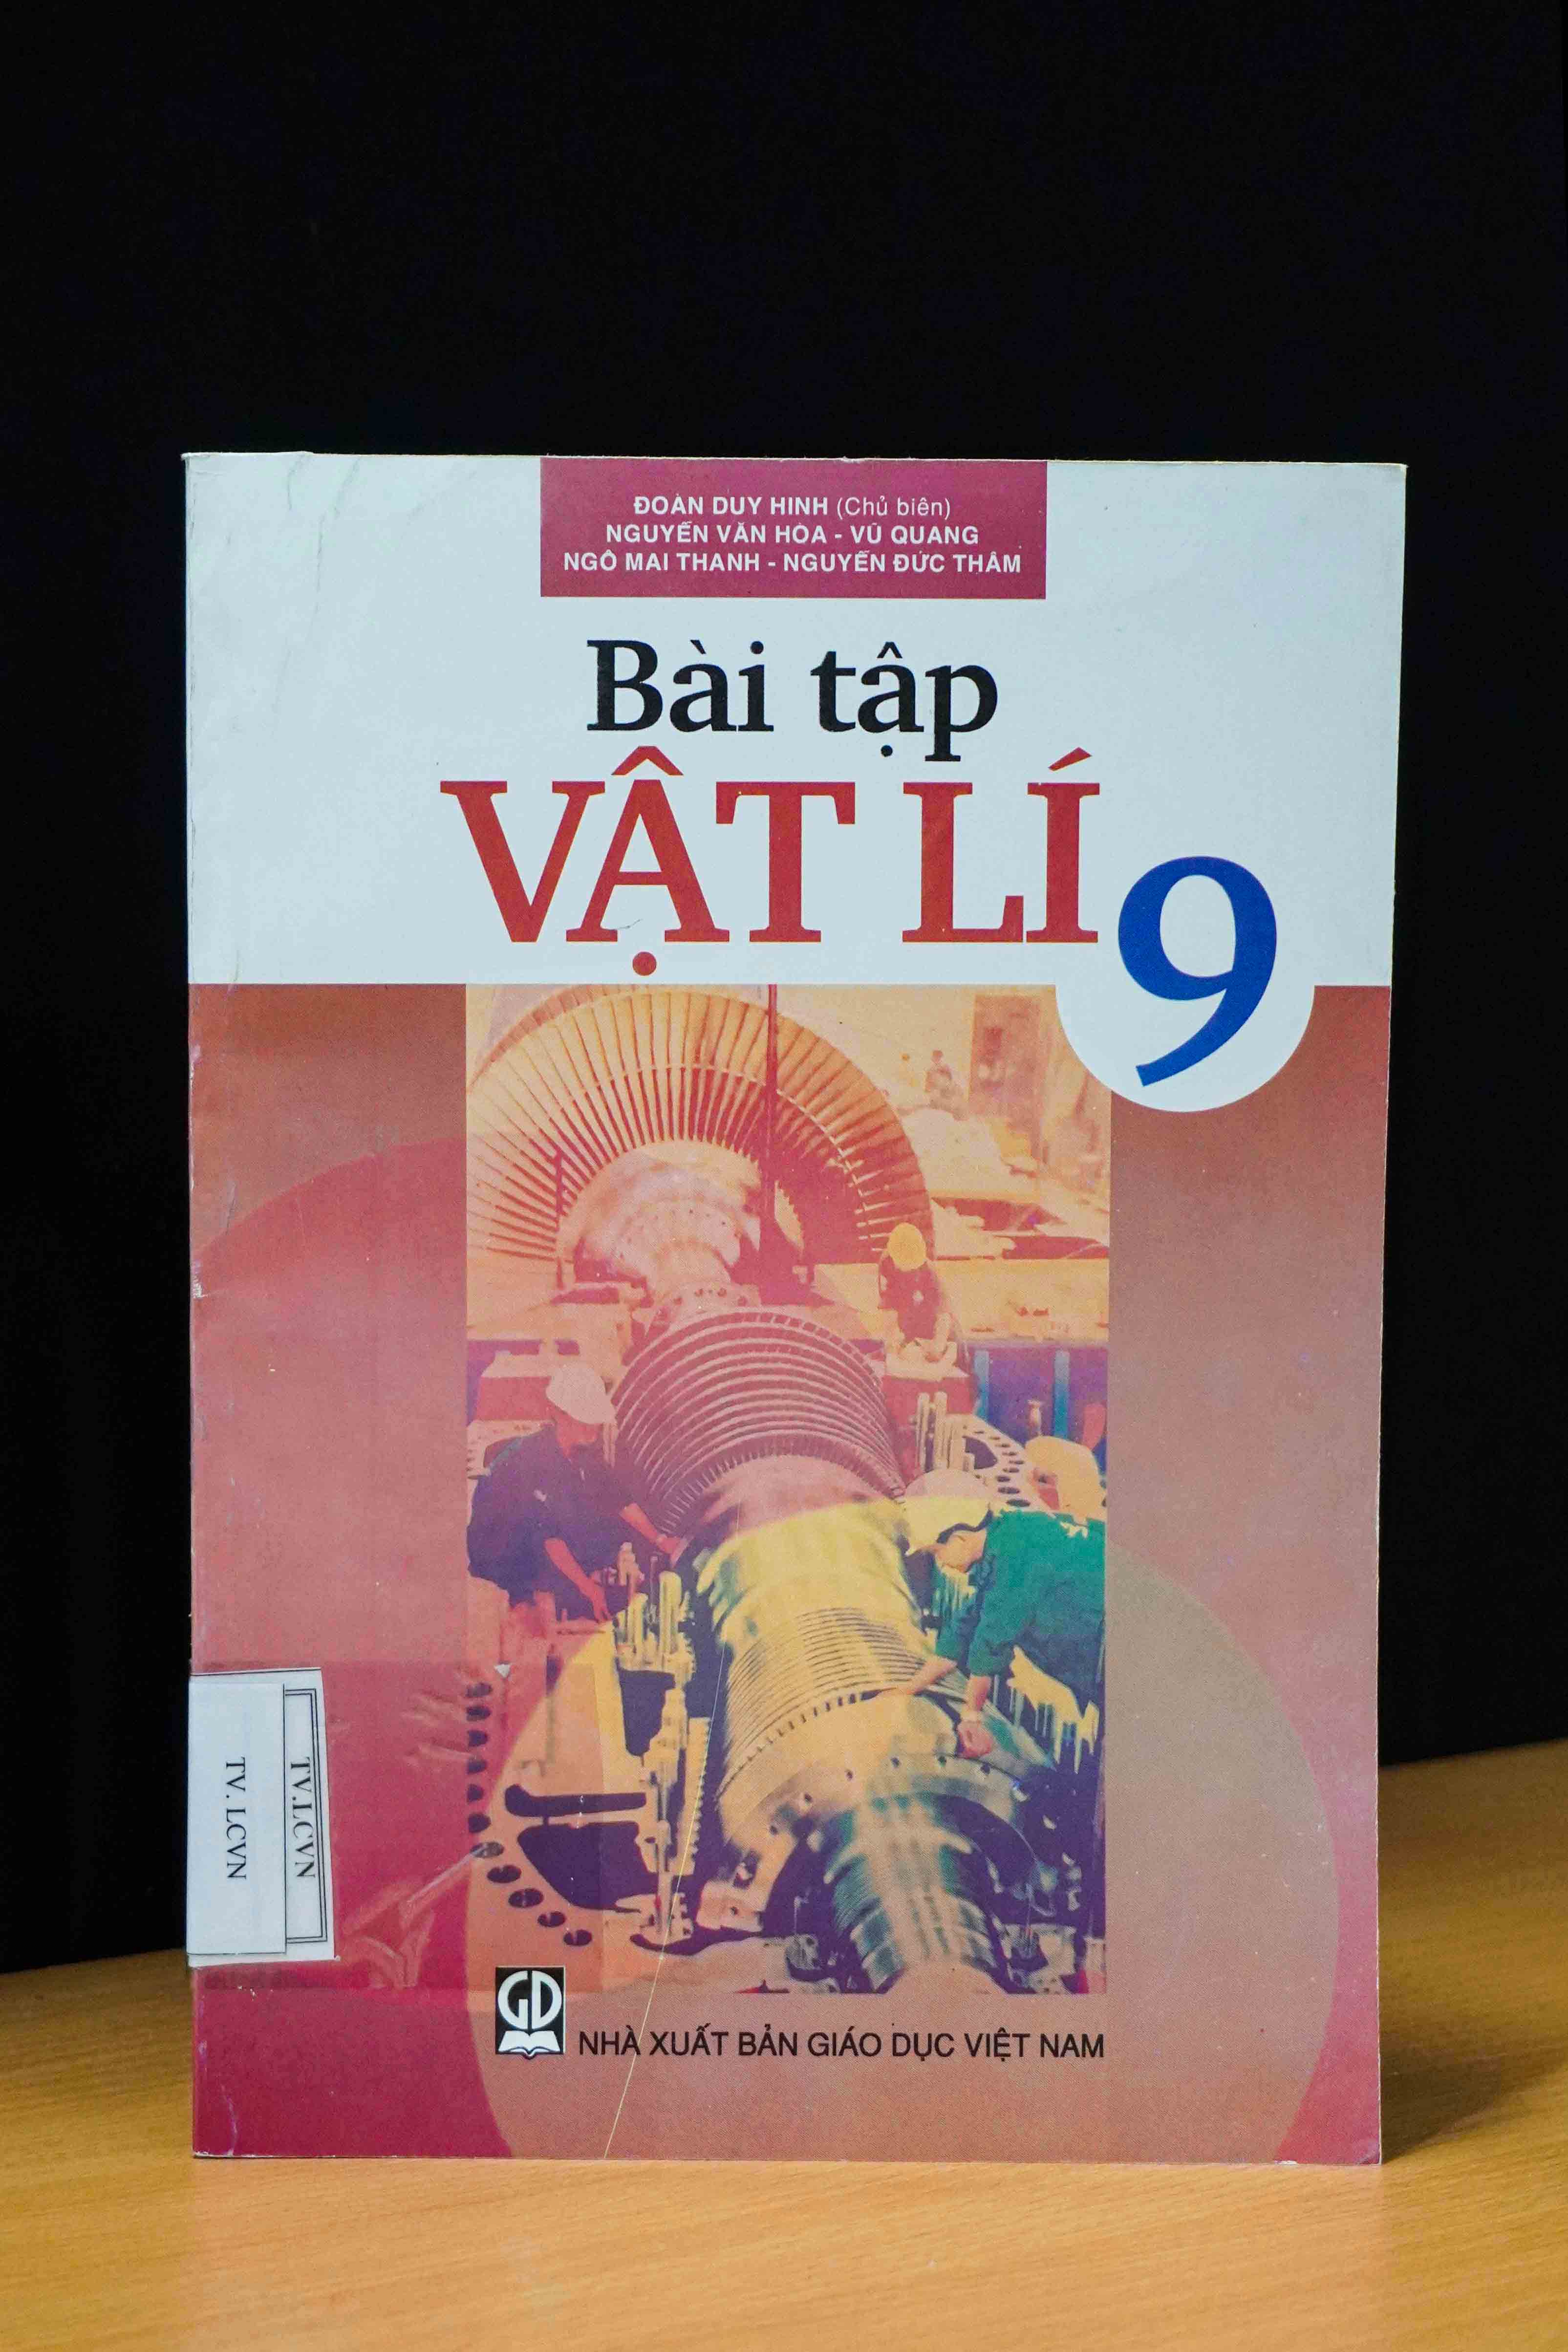 ĐOÀN DUY HINH (Chủ biên)
NGUYỄN VĂN HÒA - VŨ QUANG
NGÔ MAI THANH - NGUYỄN ĐỨC THÂM
Bài tập
VẬT LÍ 9
TV.LCVN
TV. LCVN
GD
NHÀ XUẤT BẢN GIÁO DỤC VIỆT NAM